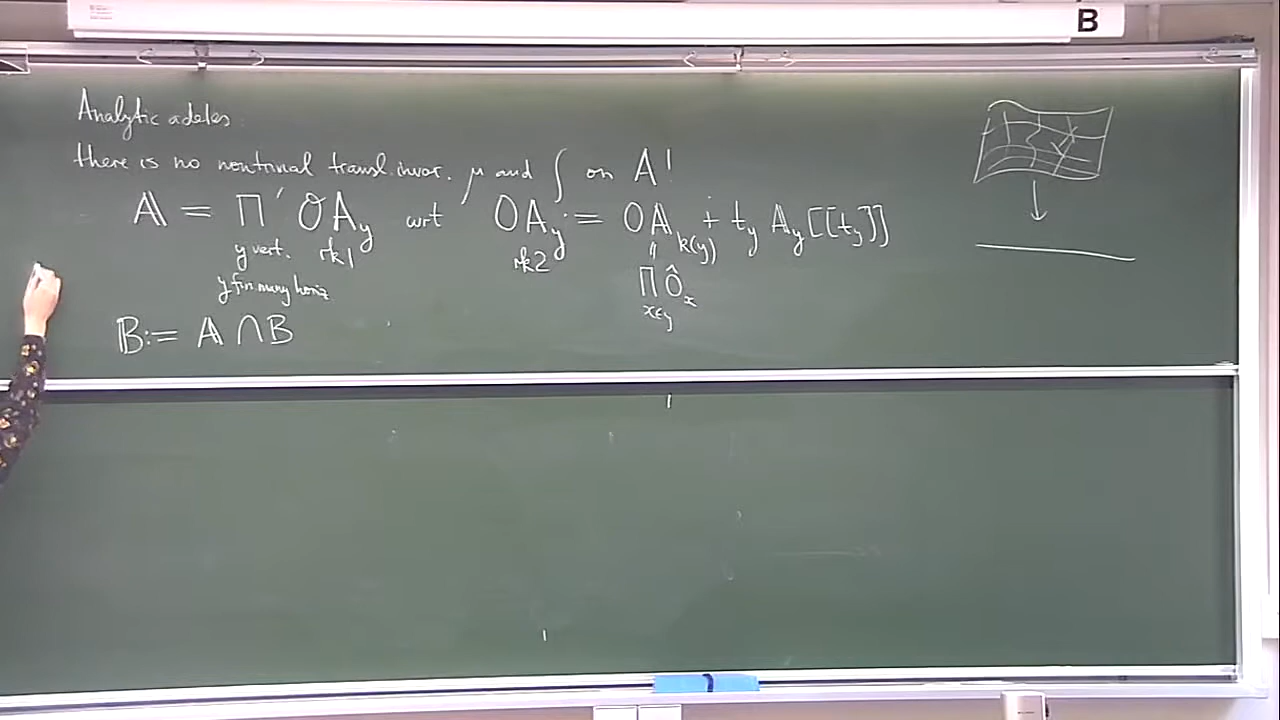 B
Analytic adeles
there is no nontrivial transl. invar. μ and ∫ on A!
𝔸 = Π′ OA_y wrt OA_y := OA_k(y) + t_y A_y[[t_y]]
y vert. rk1 rk2 ||
y fin. many horiz Π Ô_x
x∈y
𝔹 := 𝔸 ∩ B